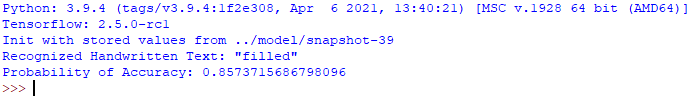 Python: 3.9.4 (tags/v3.9.4:1f2e308, Apr  6 2021, 13:40:21) [MSC v.1928 64 bit (AMD64)]
Tensorflow: 2.5.0-rc1
Init with stored values from ../model/snapshot-39
Recognized Handwritten Text: "filled"
Probability of Accuracy: 0.8573715686798096
>>>